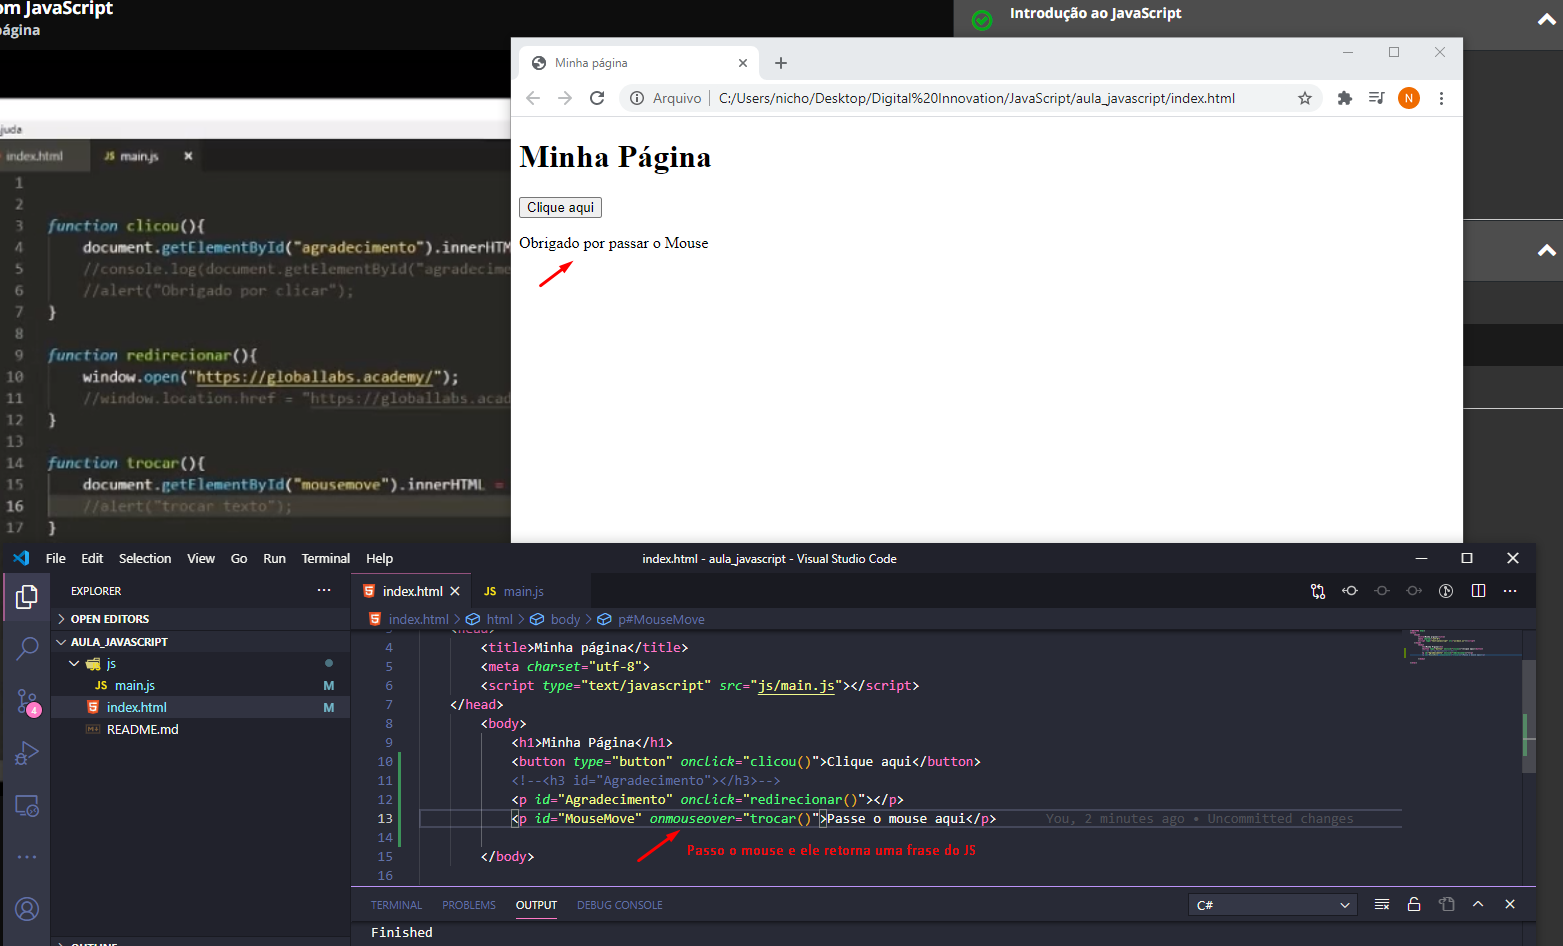 om JavaScript
página
Introdução ao JavaScript
Minha página
Arquivo
C:/Users/nicho/Desktop/Digital%20Innovation/JavaScript/aula_javascript/index.html
N
Minha Página
Clique aqui
Obrigado por passar o Mouse
juda
index.html
JS main.js
1
2
3 function clicou(){
4 document.getElementById("agradecimento").innerHTM
5 //console.log(document.getElementById("agradecime
6 //alert("Obrigado por clicar");
7 }
8
9 function redirecionar(){
10 window.open("https://globallabs.academy/");
11 //window.location.href = "https://globallabs.acad
12 }
13
14 function trocar(){
15 document.getElementById("mousemove").innerHTML =
16 //alert("trocar texto");
17 }
File Edit Selection View Go Run Terminal Help
index.html - aula_javascript - Visual Studio Code
EXPLORER
OPEN EDITORS
AULA_JAVASCRIPT
js
JS main.js M
index.html M
README.md
4
index.html
JS main.js
index.html > html > body > p#MouseMove
3 <head>
4 <title>Minha página</title>
5 <meta charset="utf-8">
6 <script type="text/javascript" src="js/main.js"></script>
7 </head>
8 <body>
9 <h1>Minha Página</h1>
10 <button type="button" onclick="clicou()">Clique aqui</button>
11 <!--<h3 id="Agradecimento"></h3>-->
12 <p id="Agradecimento" onclick="redirecionar()"></p>
13 <p id="MouseMove" onmouseover="trocar()">Passe o mouse aqui</p> You, 2 minutes ago • Uncommitted changes
14
Passo o mouse e ele retorna uma frase do JS
15 </body>
16
TERMINAL PROBLEMS OUTPUT DEBUG CONSOLE
C#
Finished
OUTLINE